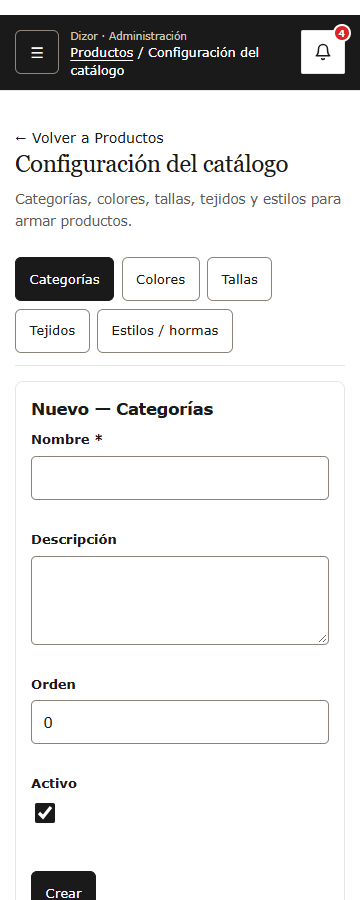 Dizor · Administración
Productos / Configuración del
catálogo
4
← Volver a Productos
Configuración del catálogo
Categorías, colores, tallas, tejidos y estilos para
armar productos.
Categorías
Colores
Tallas
Tejidos
Estilos / hormas
Nuevo — Categorías
Nombre *
Descripción
Orden
0
Activo
Crear